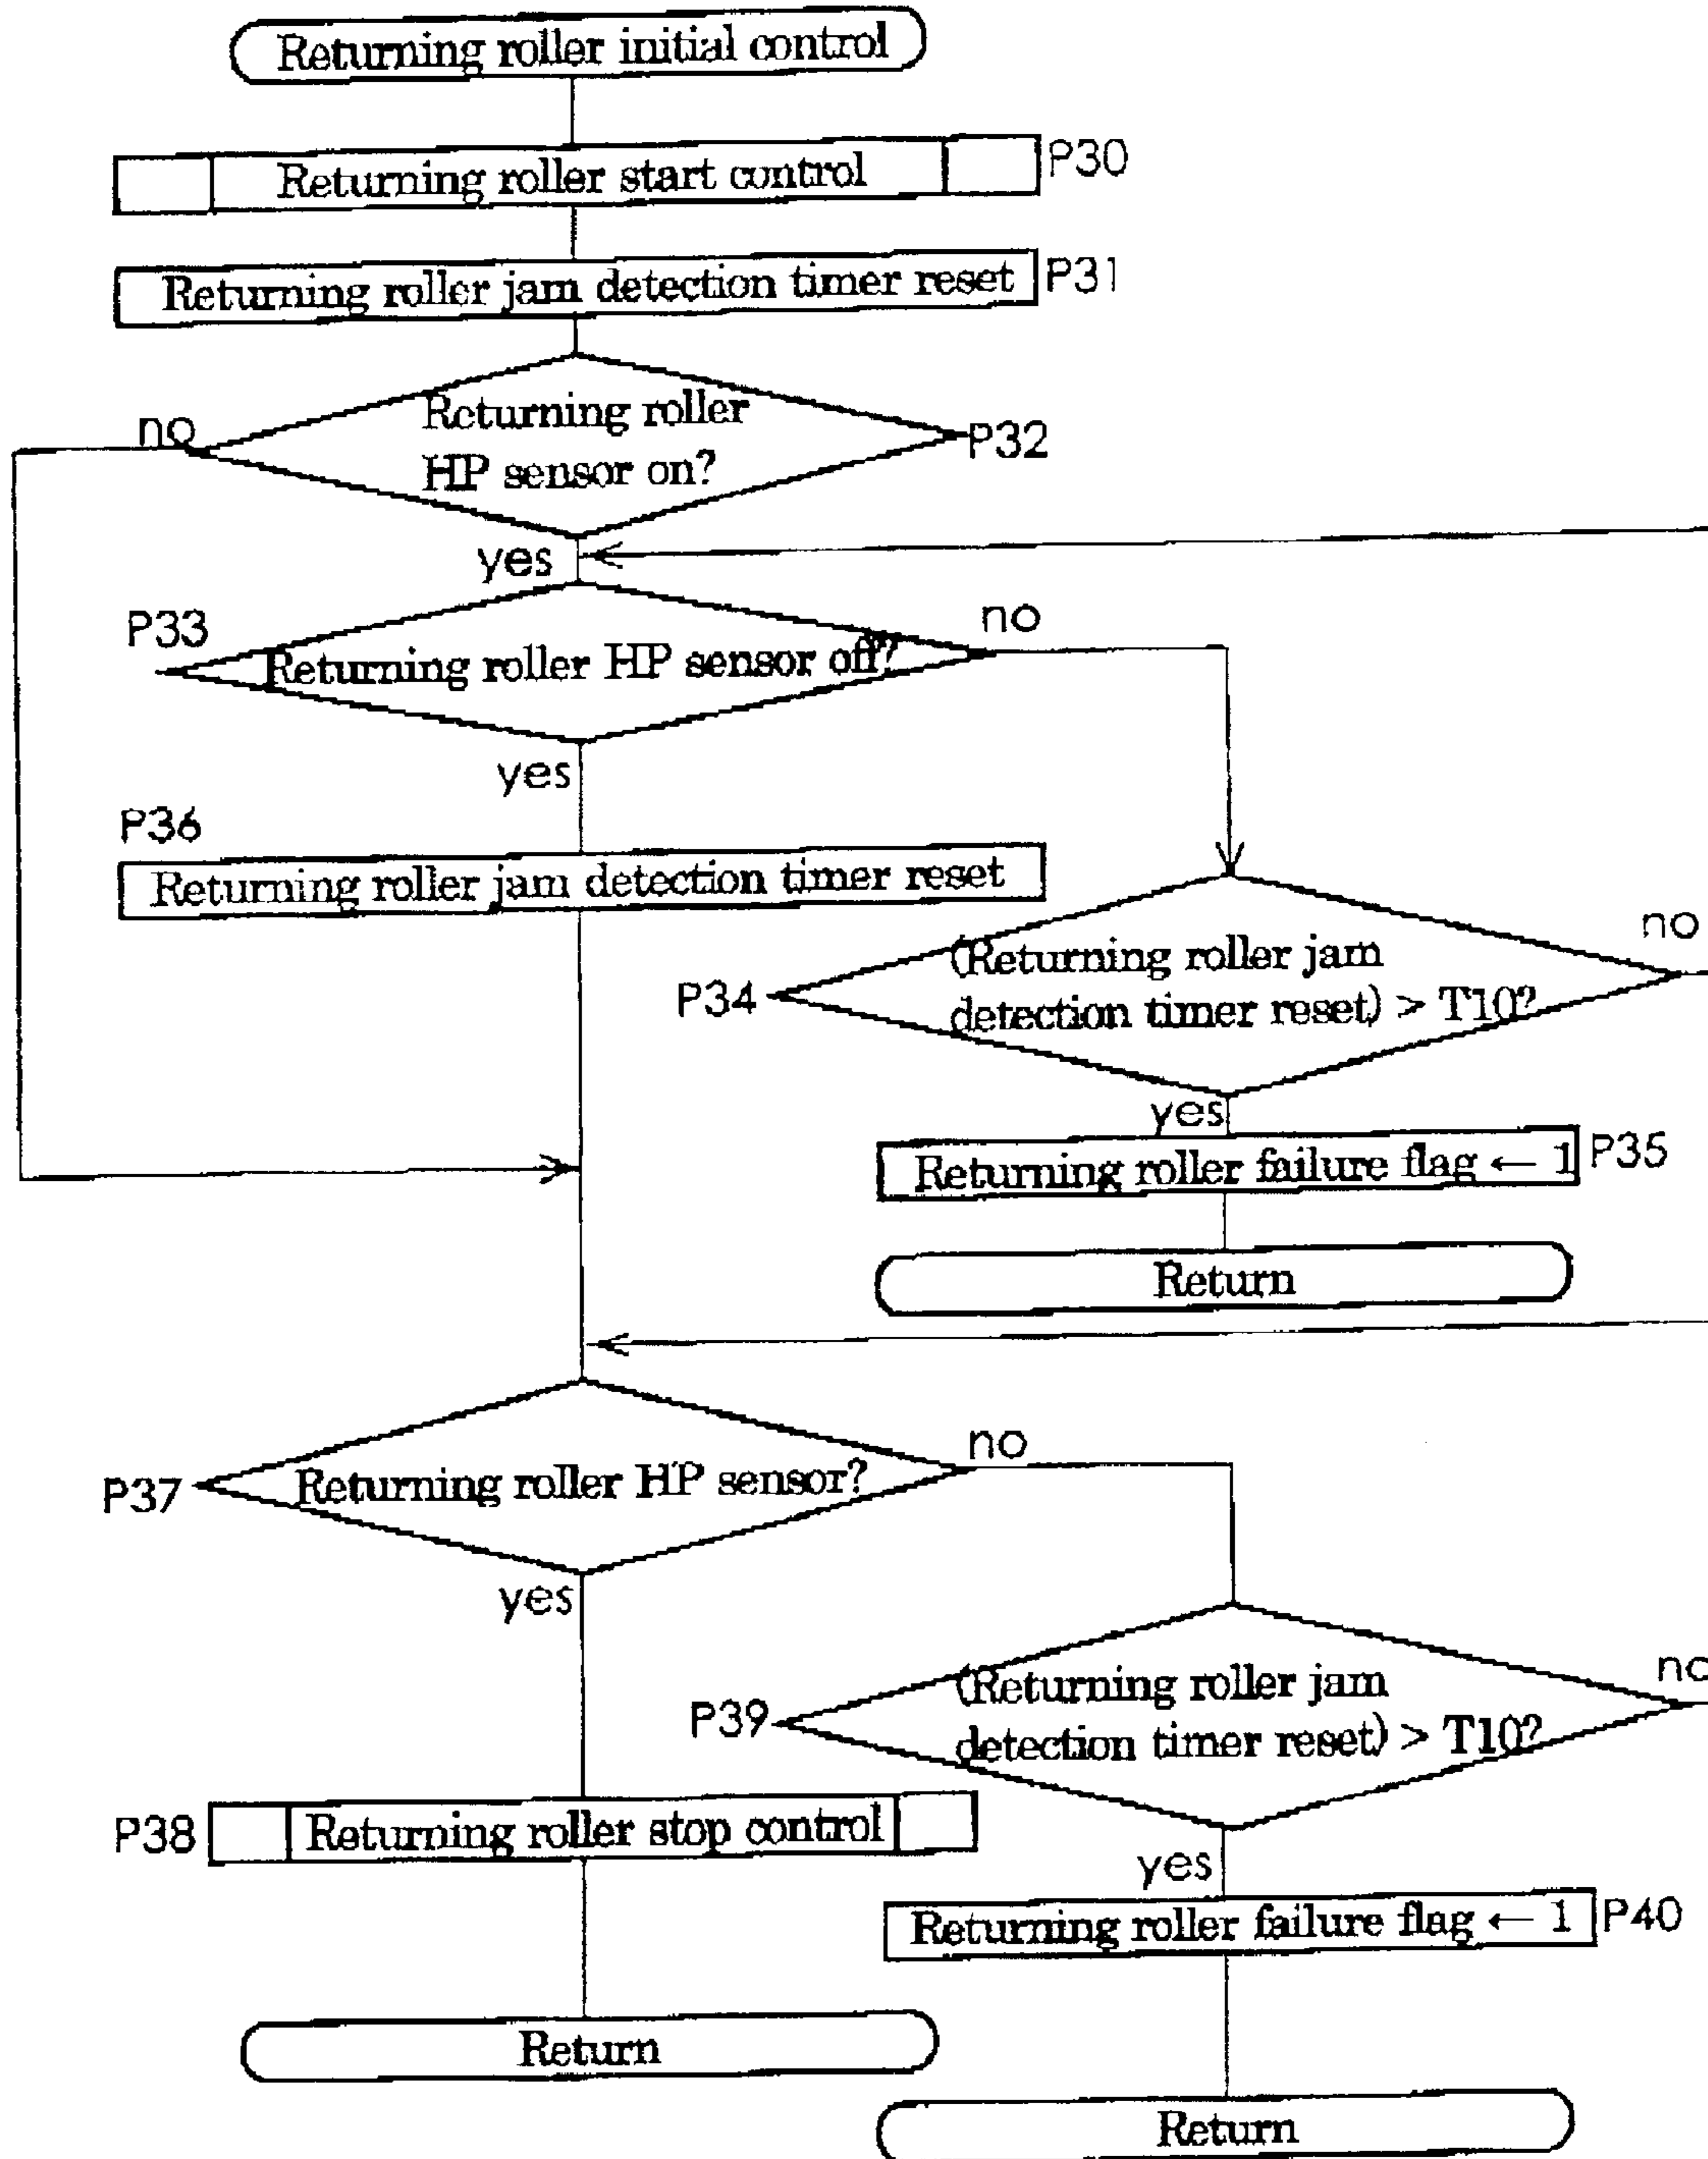 Returning roller initial control
Returning roller start control
P30
Returning roller jam detection timer reset
P31
no
Returning roller
HP sensor on?
P32
yes
P33
Returning roller HP sensor off?
no
yes
P36
Returning roller jam detection timer reset
no
P34
(Returning roller jam
detection timer reset) > T10?
yes
Returning roller failure flag ← 1
P35
Return
P37
Returning roller HP sensor?
no
yes
no
P39
(Returning roller jam
detection timer reset) > T10?
P38
Returning roller stop control
yes
Returning roller failure flag ← 1
P40
Return
Return